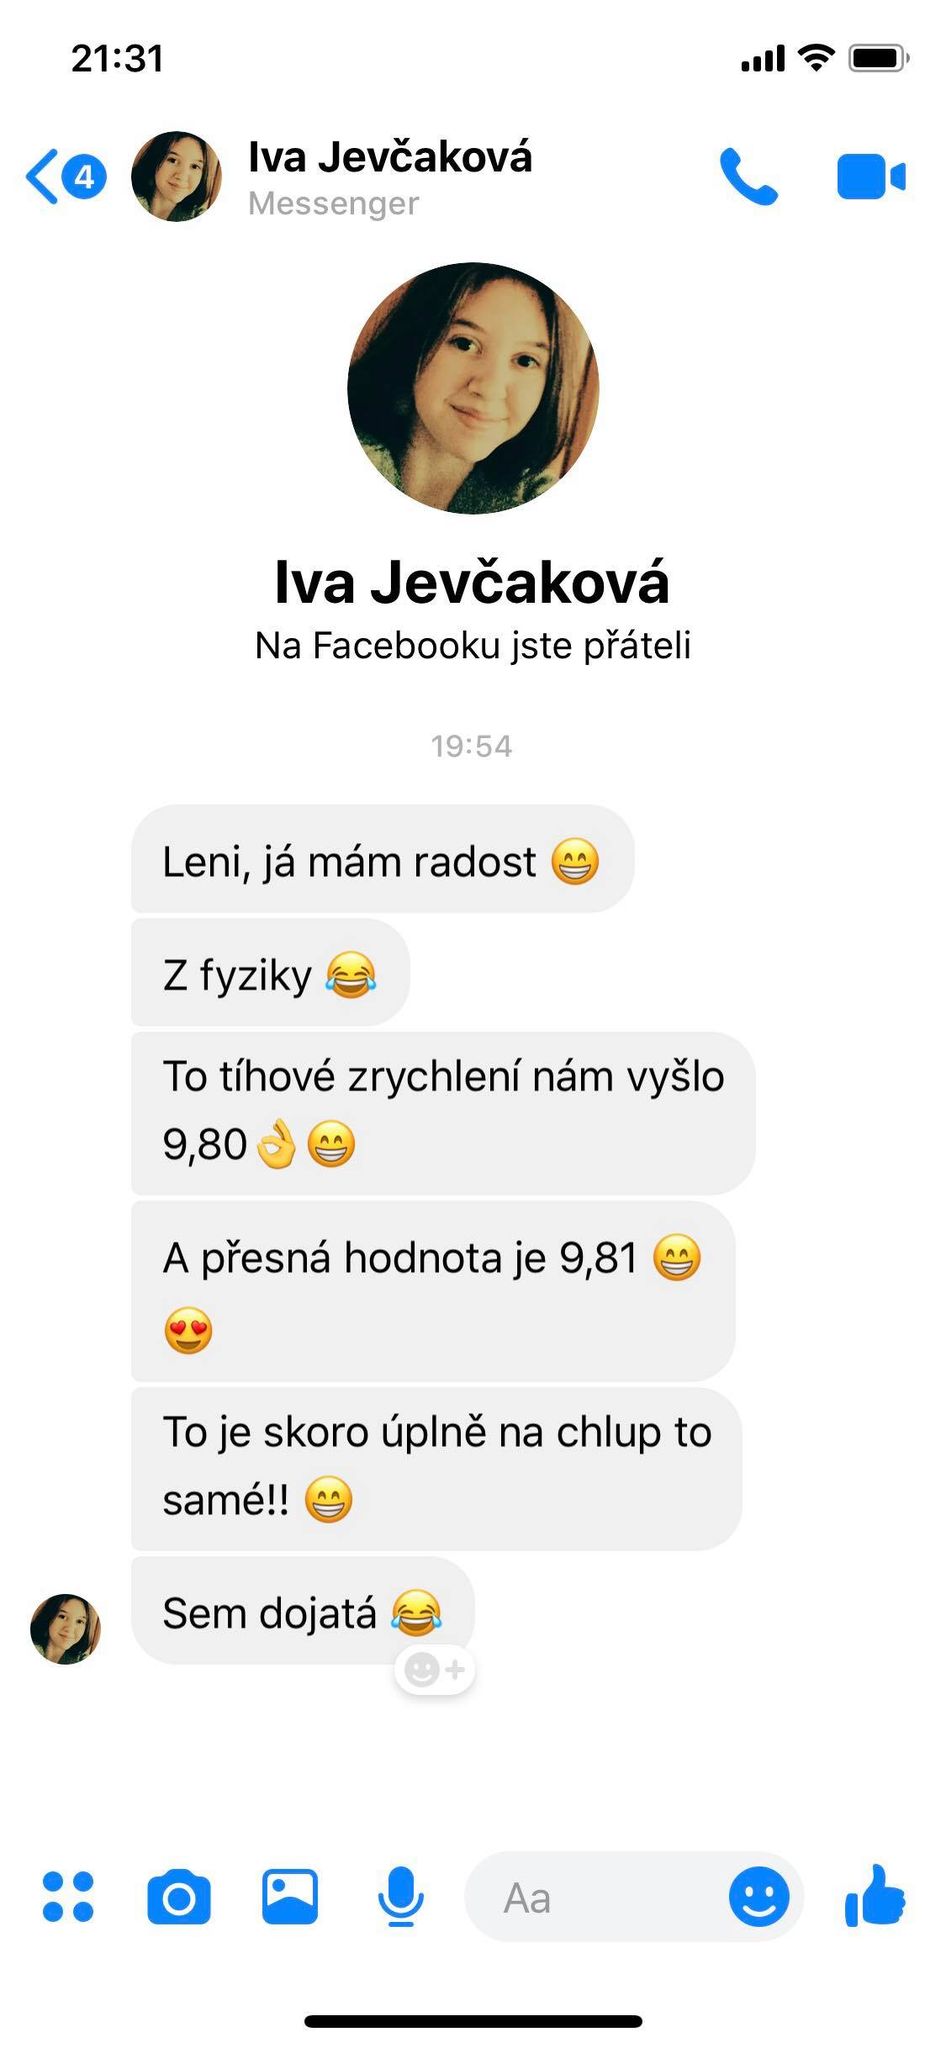 21:31
4
Iva Jevčaková
Messenger
Iva Jevčaková
Na Facebooku jste přáteli
19:54
Leni, já mám radost 😁
Z fyziky 😂
To tíhové zrychlení nám vyšlo
9,80👌😁
A přesná hodnota je 9,81 😁
😍
To je skoro úplně na chlup to
samé!! 😁
Sem dojatá 😂
Aa